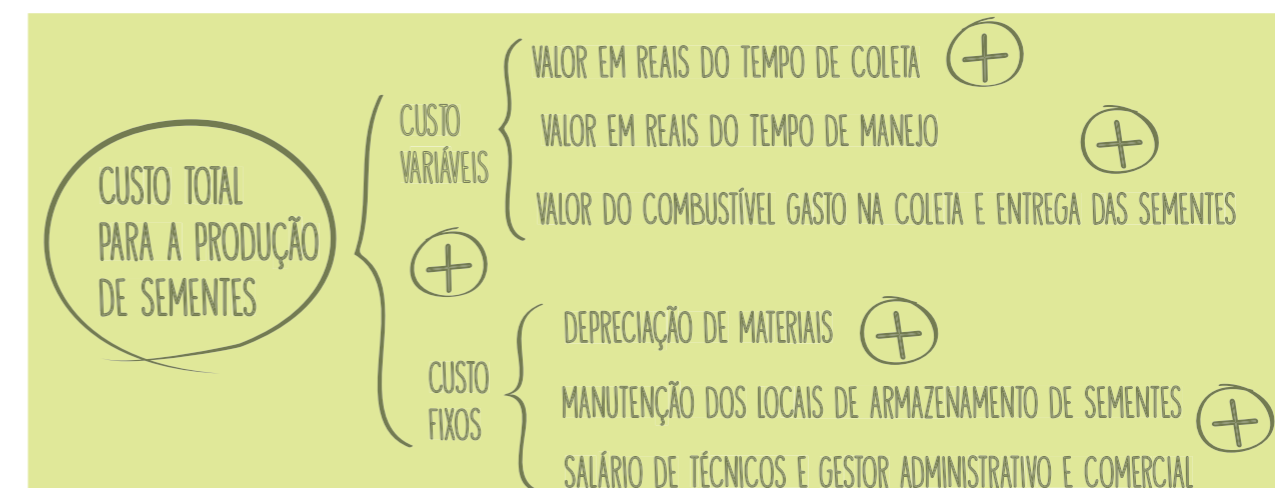 CUSTO TOTAL
PARA A PRODUÇÃO
DE SEMENTES
CUSTO
VARIÁVEIS
VALOR EM REAIS DO TEMPO DE COLETA +
VALOR EM REAIS DO TEMPO DE MANEJO +
VALOR DO COMBUSTÍVEL GASTO NA COLETA E ENTREGA DAS SEMENTES
+
CUSTO
FIXOS
DEPRECIAÇÃO DE MATERIAIS +
MANUTENÇÃO DOS LOCAIS DE ARMAZENAMENTO DE SEMENTES +
SALÁRIO DE TÉCNICOS E GESTOR ADMINISTRATIVO E COMERCIAL